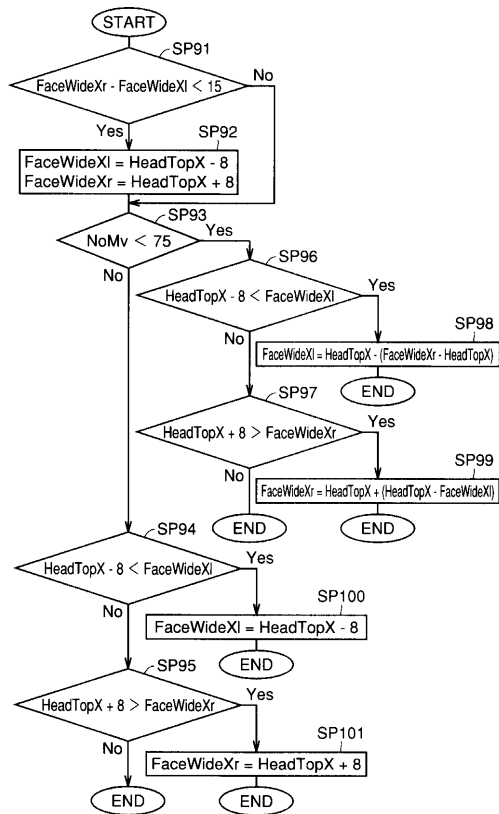 START
SP91
FaceWideXr - FaceWideXl < 15
No
Yes
SP92
FaceWideXl = HeadTopX - 8
FaceWideXr = HeadTopX + 8
SP93
NoMv < 75
Yes
No
SP96
HeadTopX - 8 < FaceWideXl
Yes
No
SP98
FaceWideXl = HeadTopX - (FaceWideXr - HeadTopX)
END
SP97
HeadTopX + 8 > FaceWideXr
Yes
No
SP99
FaceWideXr = HeadTopX + (HeadTopX - FaceWideXl)
END
END
SP94
HeadTopX - 8 < FaceWideXl
Yes
No
SP100
FaceWideXl = HeadTopX - 8
END
SP95
HeadTopX + 8 > FaceWideXr
Yes
No
SP101
FaceWideXr = HeadTopX + 8
END
END